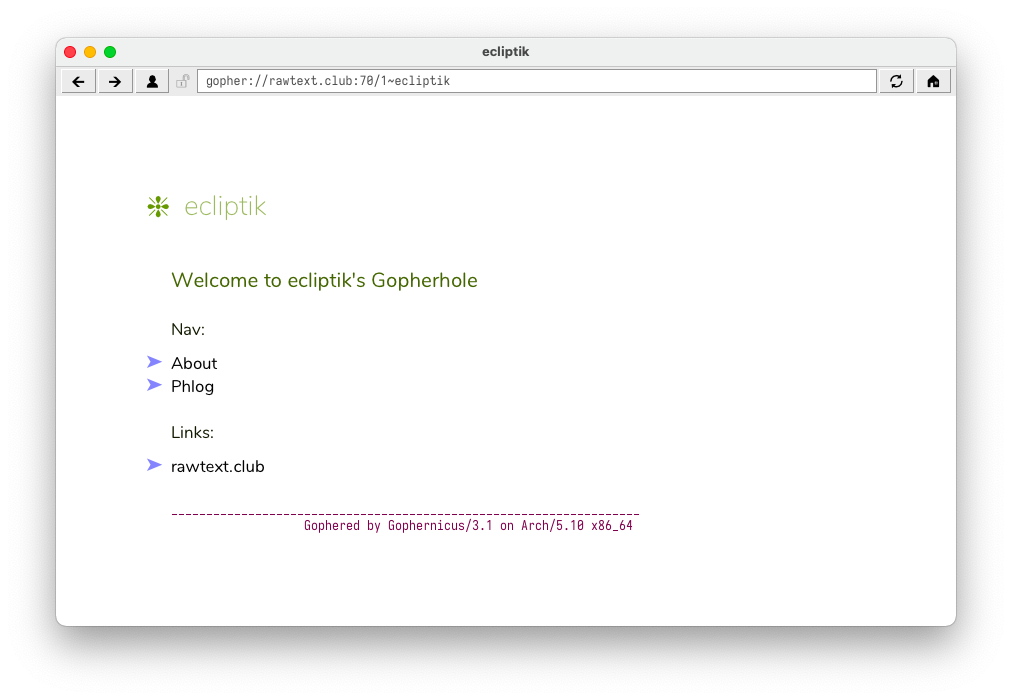 ecliptik
gopher://rawtext.club:70/1~ecliptik
ecliptik
Welcome to ecliptik's Gopherhole
Nav:
➤ About
➤ Phlog
Links:
➤ rawtext.club
___________________________________________________________________
Gophered by Gophernicus/3.1 on Arch/5.10 x86_64